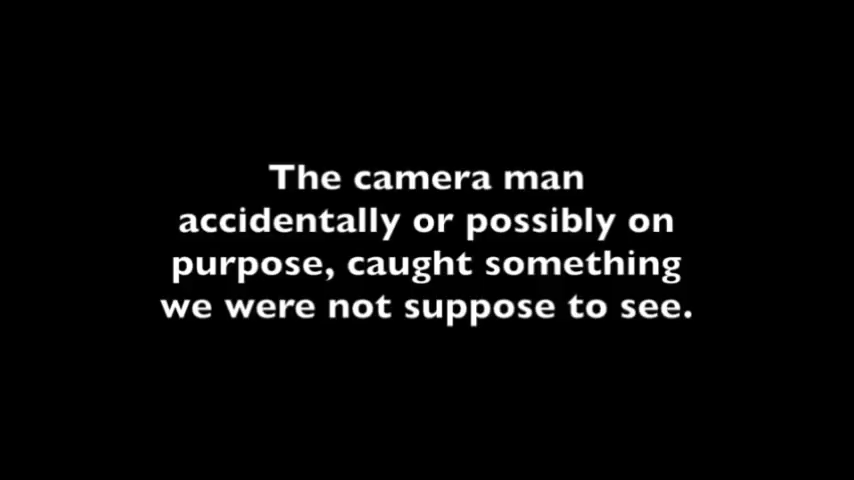 The camera man
accidentally or possibly on
purpose, caught something
we were not suppose to see.